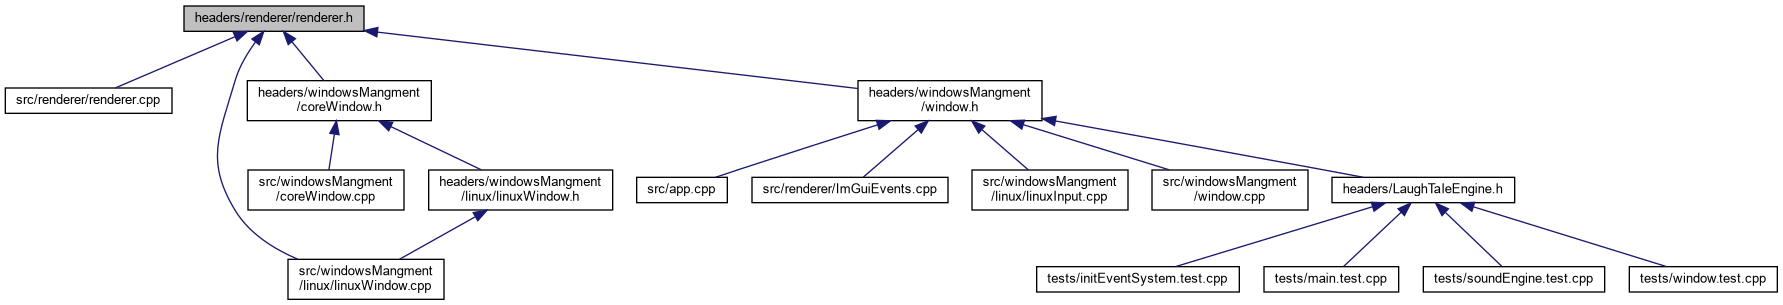 headers/renderer/renderer.h
src/renderer/renderer.cpp
headers/windowsMangment
/coreWindow.h
headers/windowsMangment
/window.h
src/windowsMangment
/coreWindow.cpp
headers/windowsMangment
/linux/linuxWindow.h
src/app.cpp
src/renderer/ImGuiEvents.cpp
src/windowsMangment
/linux/linuxInput.cpp
src/windowsMangment
/window.cpp
headers/LaughTaleEngine.h
src/windowsMangment
/linux/linuxWindow.cpp
tests/initEventSystem.test.cpp
tests/main.test.cpp
tests/soundEngine.test.cpp
tests/window.test.cpp